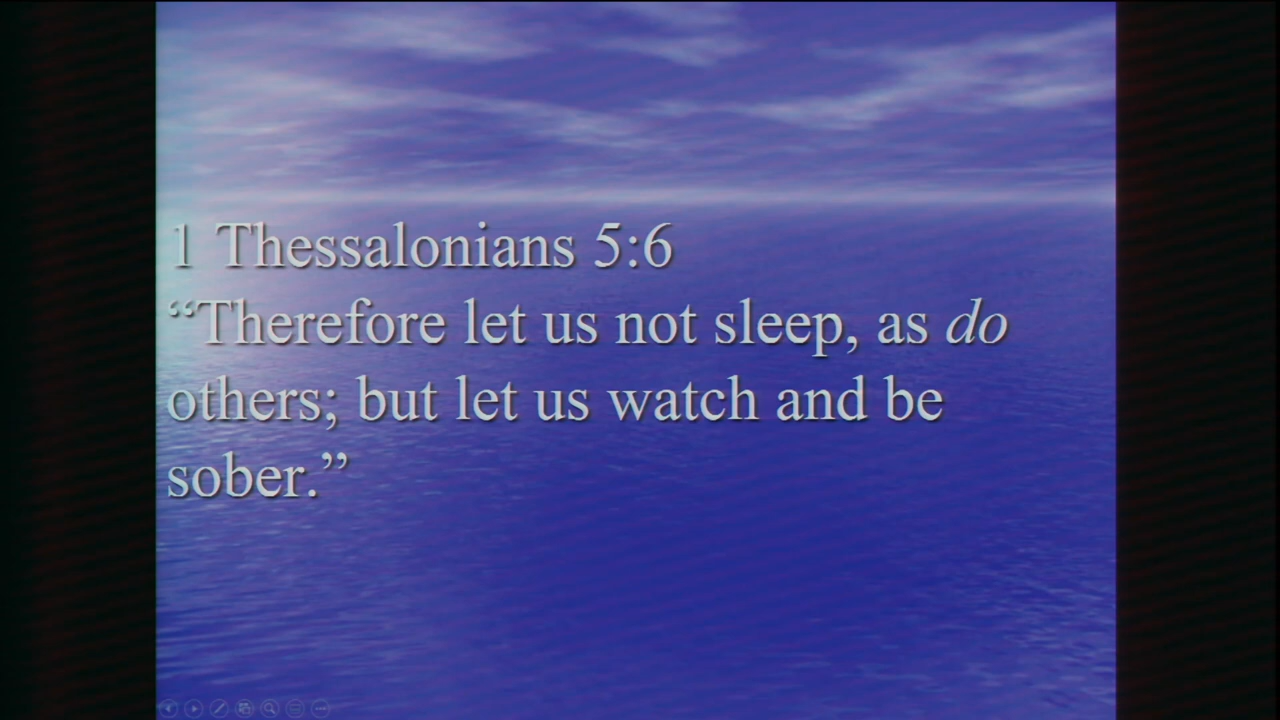 1 Thessalonians 5:6
“Therefore let us not sleep, as do
others; but let us watch and be
sober.”